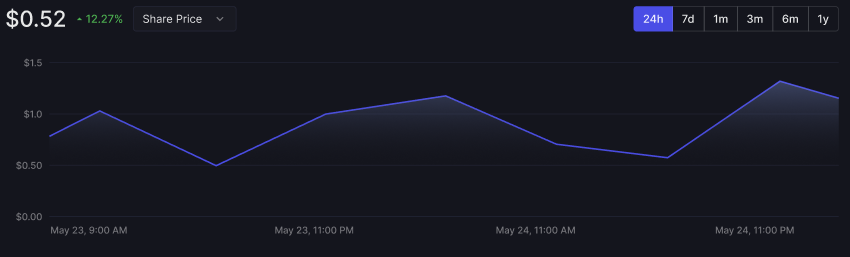 $0.52 12.27% Share Price 24h 7d 1m 3m 6m 1y
$1.5
$1.0
$0.50
$0.00
May 23, 9:00 AM May 23, 11:00 PM May 24, 11:00 AM May 24, 11:00 PM